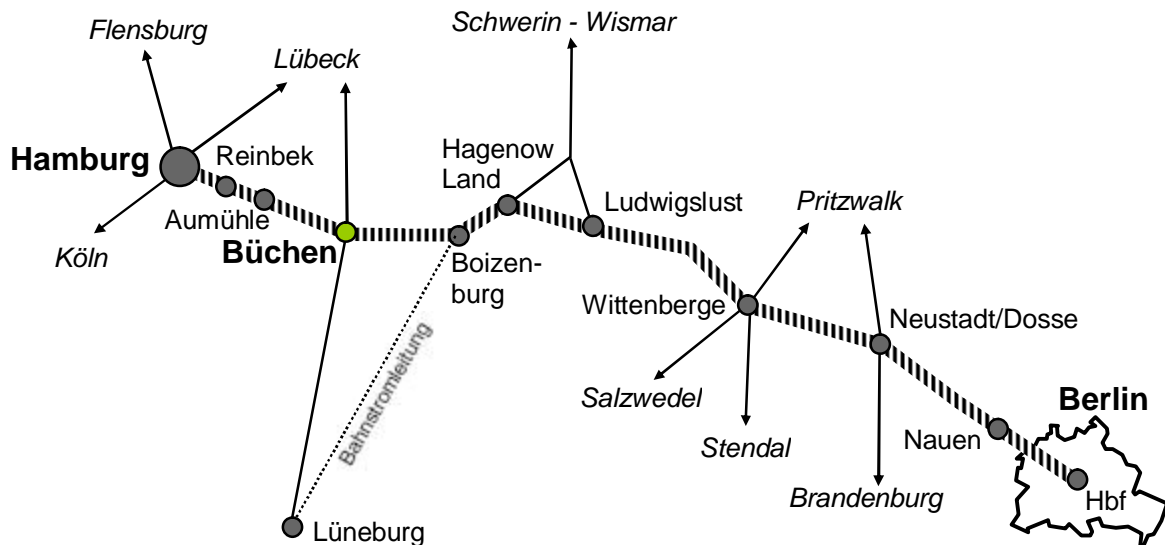 Schwerin - Wismar
Flensburg
Lübeck
Hamburg
Reinbek
Hagenow
Land
Aumühle
Ludwigslust
Pritzwalk
Köln
Büchen
Boizen-
burg
Wittenberge
Neustadt/Dosse
Bahnstromleitung
Salzwedel
Berlin
Stendal
Nauen
Brandenburg
Hbf
Lüneburg